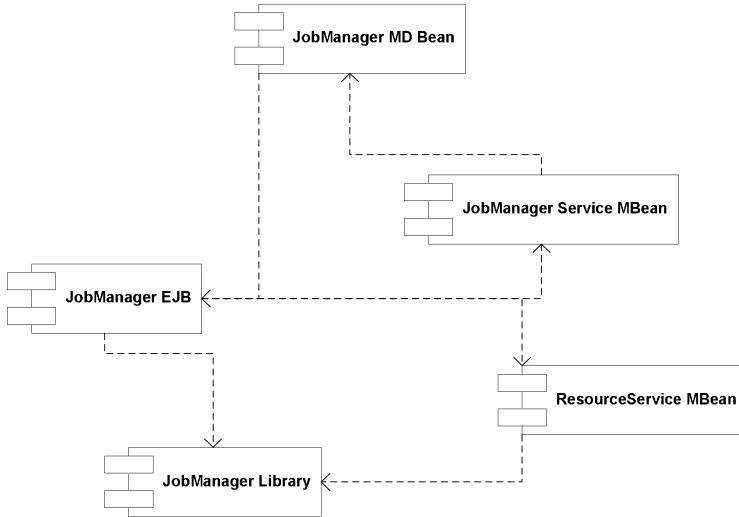 JobManager MD Bean
JobManager Service MBean
JobManager EJB
ResourceService MBean
JobManager Library